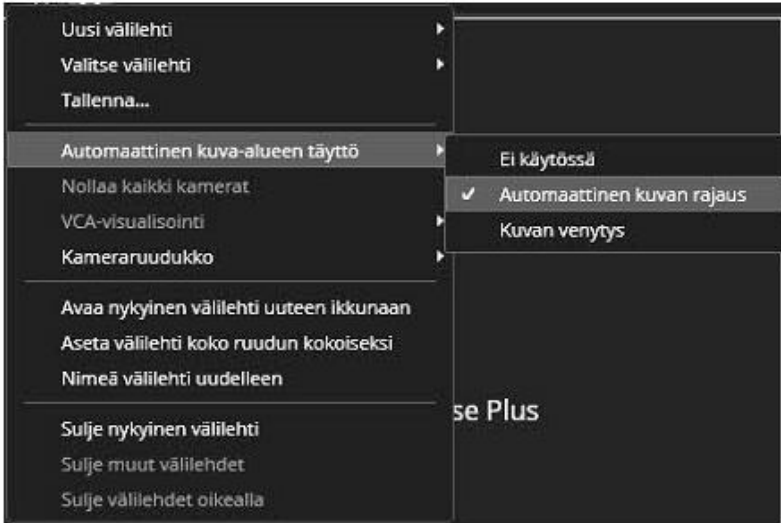 Uusi välilehti
Valitse välilehti
Tallenna...
Automaattinen kuva-alueen täyttö
Nollaa kaikki kamerat
VCA-visualisointi
Kameraruudukko
Avaa nykyinen välilehti uuteen ikkunaan
Aseta välilehti koko ruudun kokoiseksi
Nimeä välilehti uudelleen
Sulje nykyinen välilehti
Sulje muut välilehdet
Sulje välilehdet oikealla
Ei käytössä
Automaattinen kuvan rajaus
Kuvan venytys
se Plus